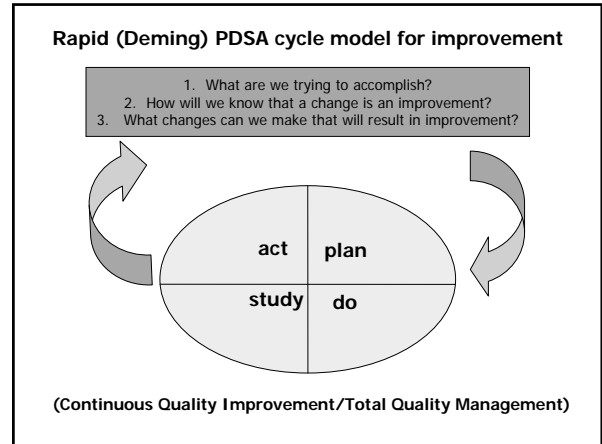 Rapid (Deming) PDSA cycle model for improvement
1. What are we trying to accomplish?
2. How will we know that a change is an improvement?
3. What changes can we make that will result in improvement?
act plan
study do
(Continuous Quality Improvement/Total Quality Management)